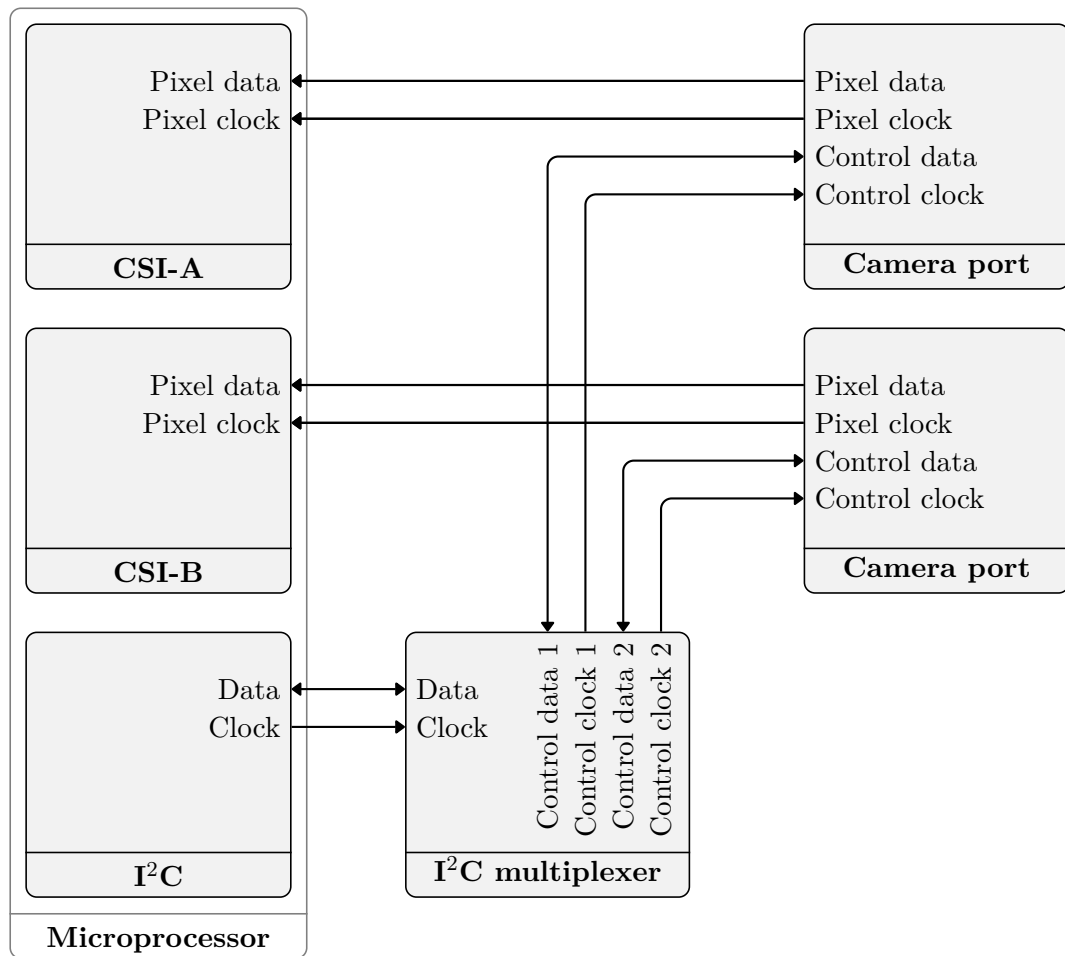 Pixel data
Pixel clock
CSI-A
Pixel data
Pixel clock
Control data
Control clock
Camera port
Pixel data
Pixel clock
CSI-B
Pixel data
Pixel clock
Control data
Control clock
Camera port
Data
Clock
I²C
Data
Clock
Control data 1
Control clock 1
Control data 2
Control clock 2
I²C multiplexer
Microprocessor